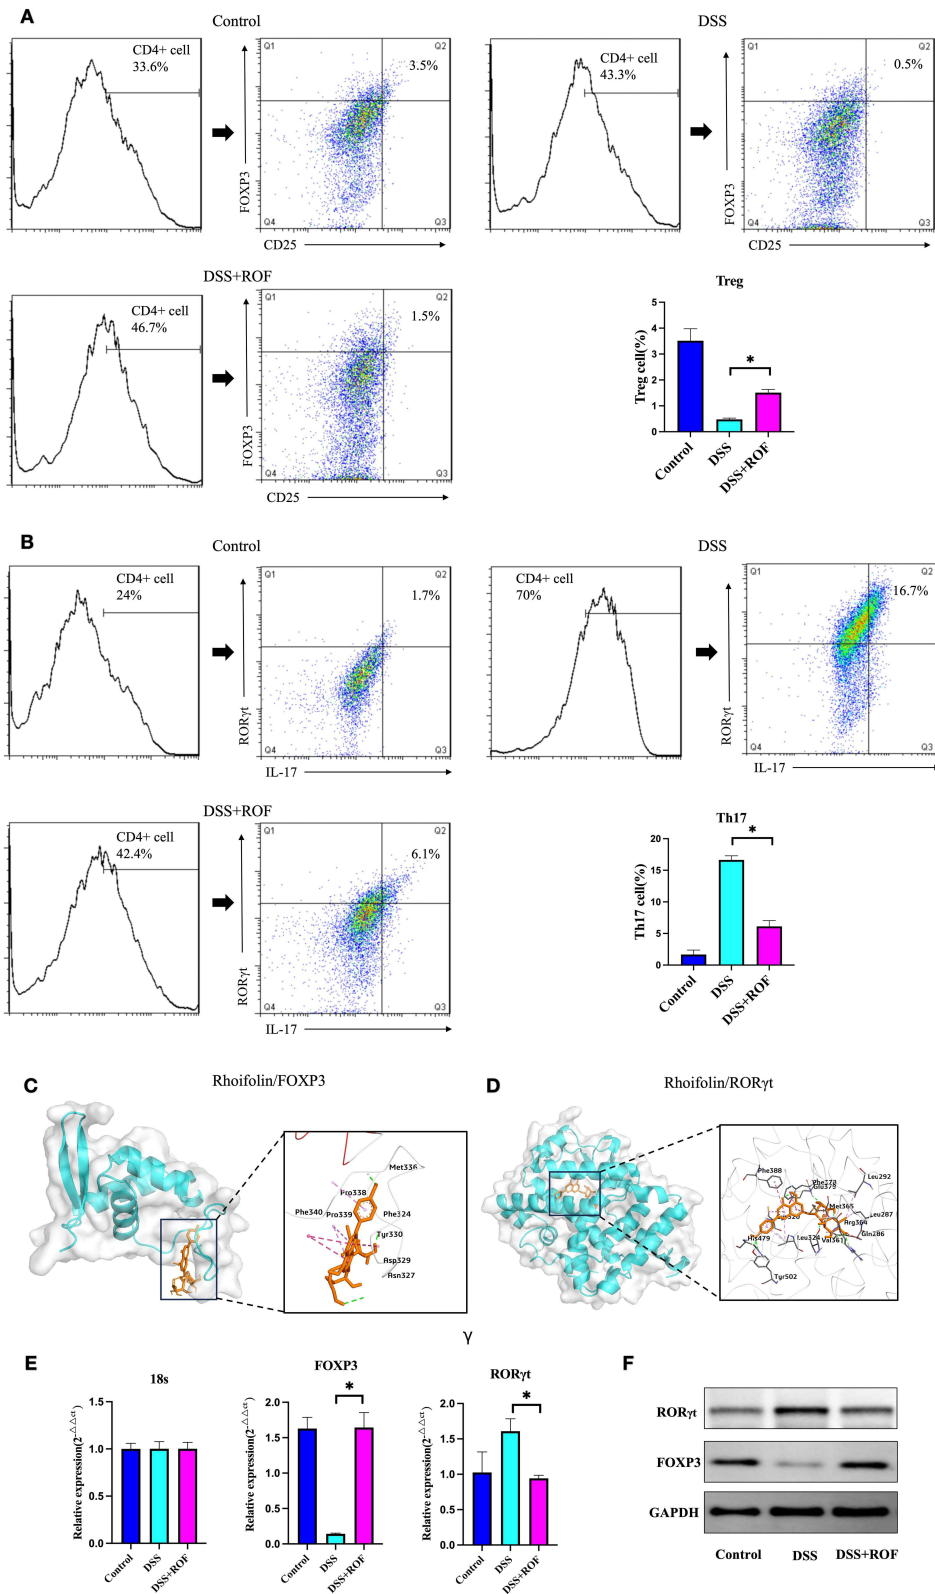 A
Control
DSS
CD4+ cell
33.6%
Q1
Q2
3.5%
FOXP3
Q4
Q3
CD25
CD4+ cell
43.3%
Q1
Q2
0.5%
FOXP3
Q4
Q3
CD25
DSS+ROF
CD4+ cell
46.7%
Q1
Q2
1.5%
FOXP3
Q4
Q3
CD25
Treg
Treg cell(%)
5
4
3
2
1
0
*
Control
DSS
DSS+ROF
B
Control
DSS
CD4+ cell
24%
Q1
Q2
1.7%
RORγt
Q4
Q3
IL-17
CD4+ cell
70%
Q1
Q2
16.7%
RORγt
Q4
Q3
IL-17
DSS+ROF
CD4+ cell
42.4%
Q1
Q2
6.1%
RORγt
Q4
Q3
IL-17
Th17
Th17 cell(%)
20
15
10
5
0
*
Control
DSS
DSS+ROF
C
Rhoifolin/FOXP3
Met336
Pro338
Phe340 Pro339
Phe324
Tyr330
Asp329
Asn327
D
Rhoifolin/RORγt
Phe388
Glu379
Leu292
Met365
Leu287
Arg364
Gln286
His479
Leu324
Val361
Tyr502
γ
E
18s
Relative expression(2-△△ct)
1.5
1.0
0.5
0.0
Control
DSS
DSS+ROF
FOXP3
Relative expression(2-△△ct)
2.0
1.5
1.0
0.5
0.0
*
Control
DSS
DSS+ROF
RORγt
Relative expression(2-△△ct)
2.0
1.5
1.0
0.5
0.0
*
Control
DSS
DSS+ROF
F
RORγt
FOXP3
GAPDH
Control DSS DSS+ROF